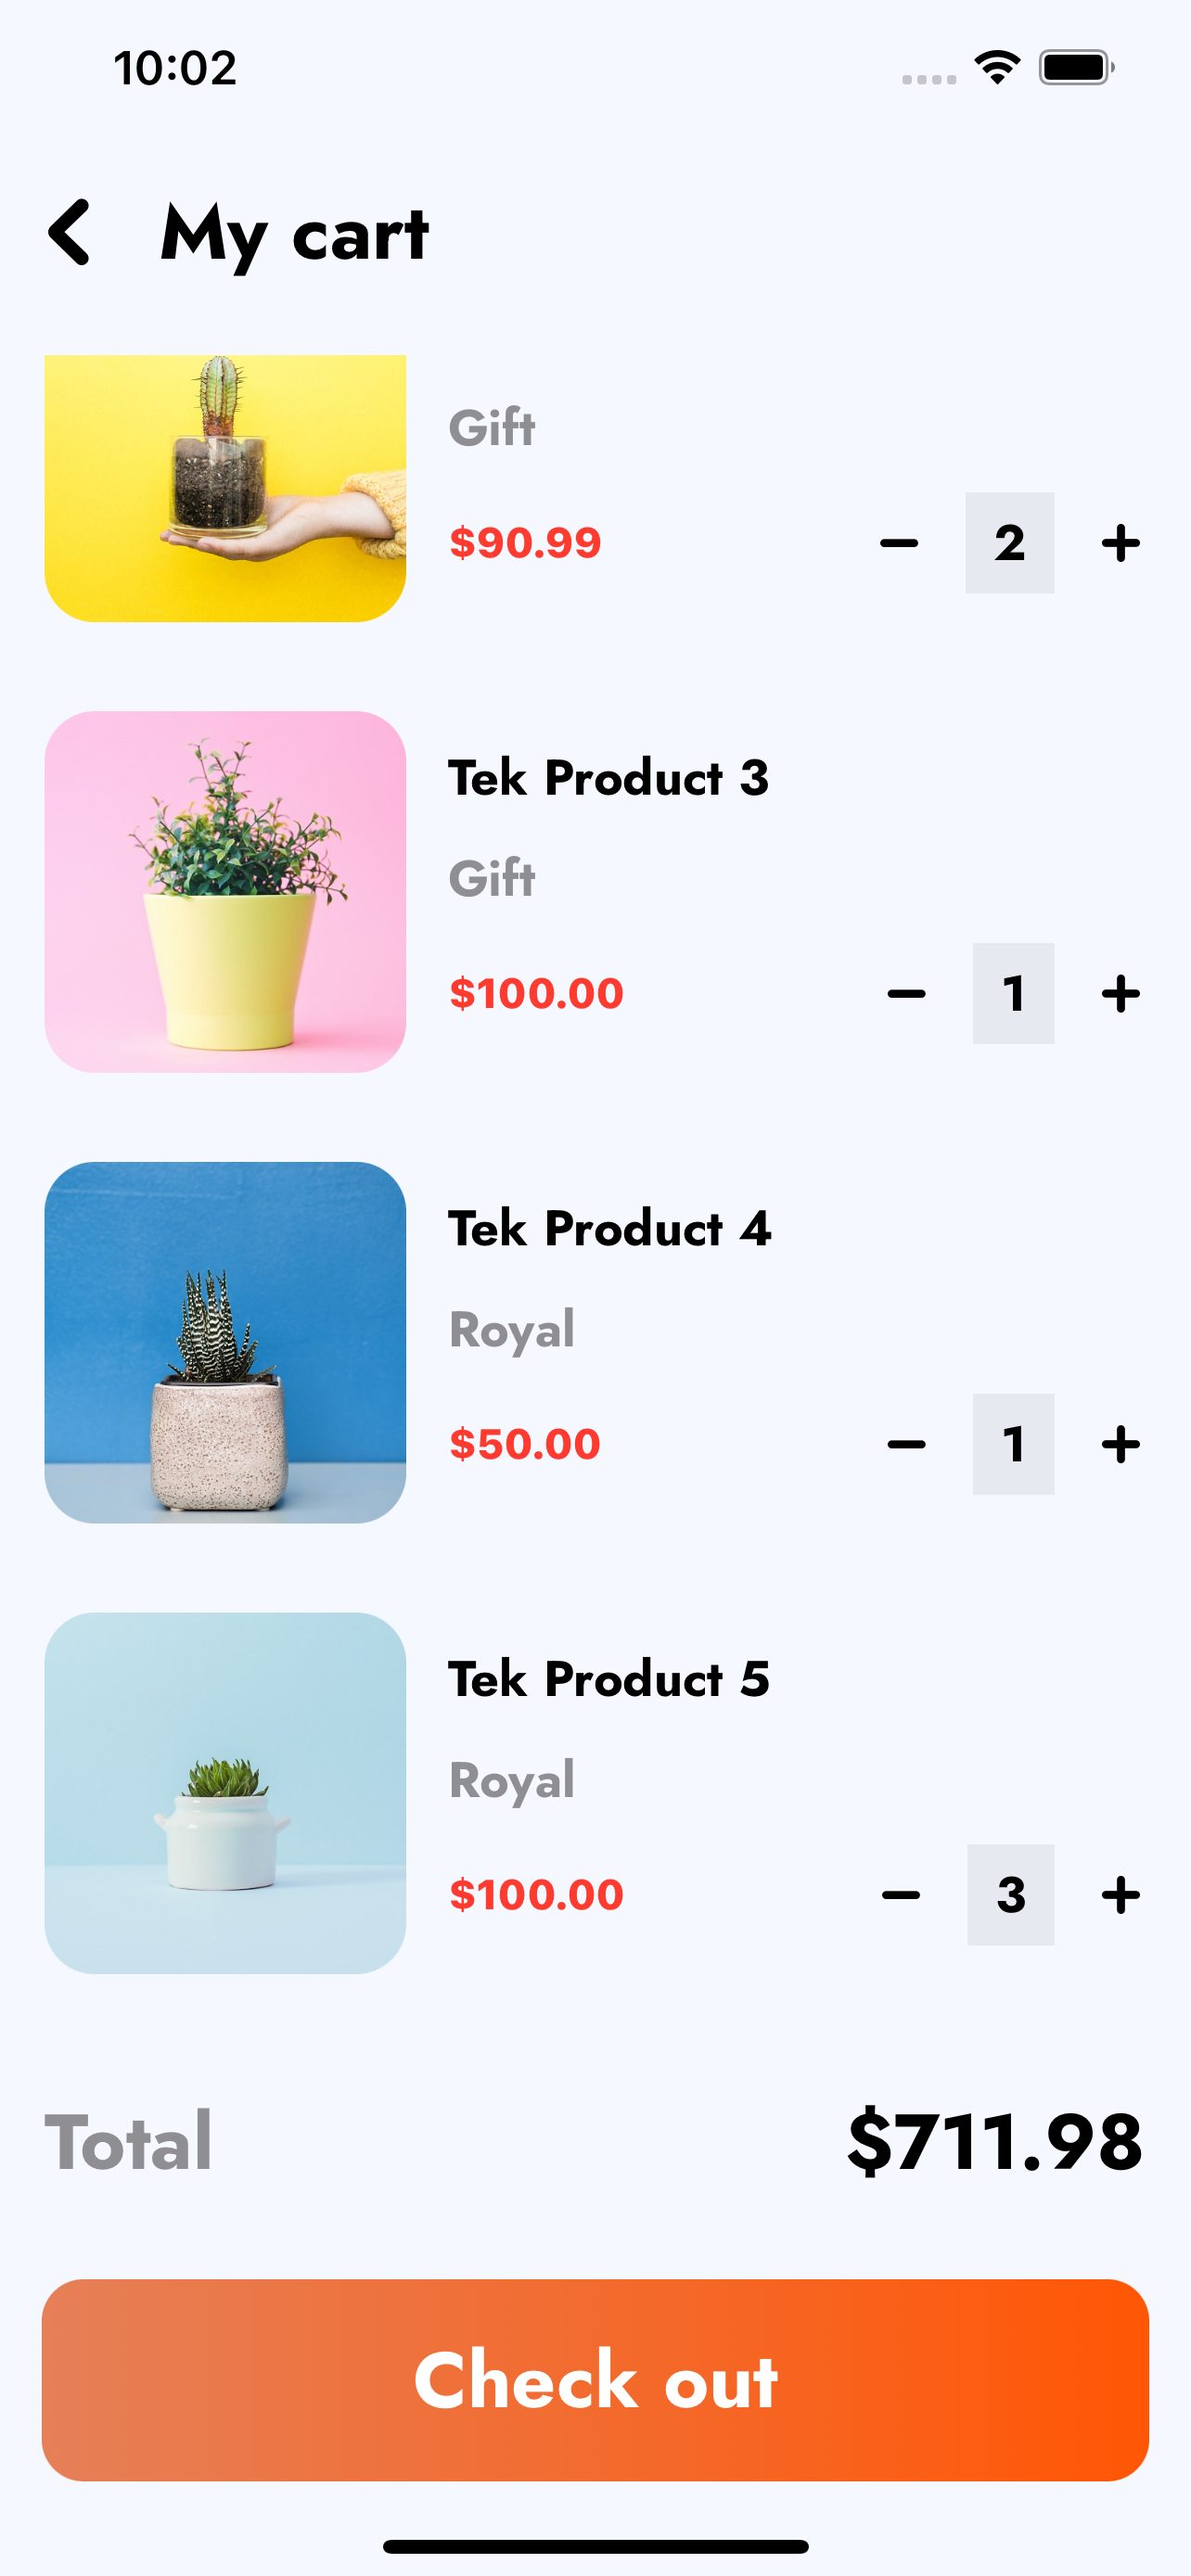 10:02
My cart
Gift
$90.99
2
Tek Product 3
Gift
$100.00
1
Tek Product 4
Royal
$50.00
1
Tek Product 5
Royal
$100.00
3
Total
$711.98
Check out